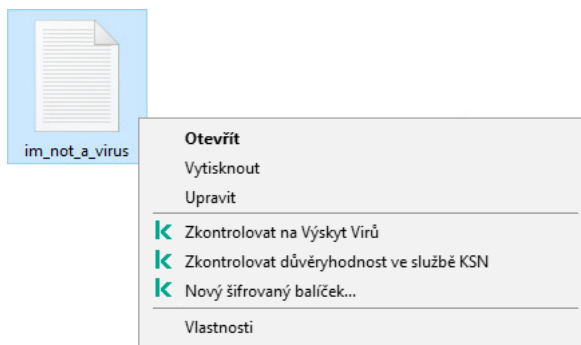 im_not_a_virus
Otevřít
Vytisknout
Upravit
Zkontrolovat na Výskyt Virů
Zkontrolovat důvěryhodnost ve službě KSN
Nový šifrovaný balíček...
Vlastnosti